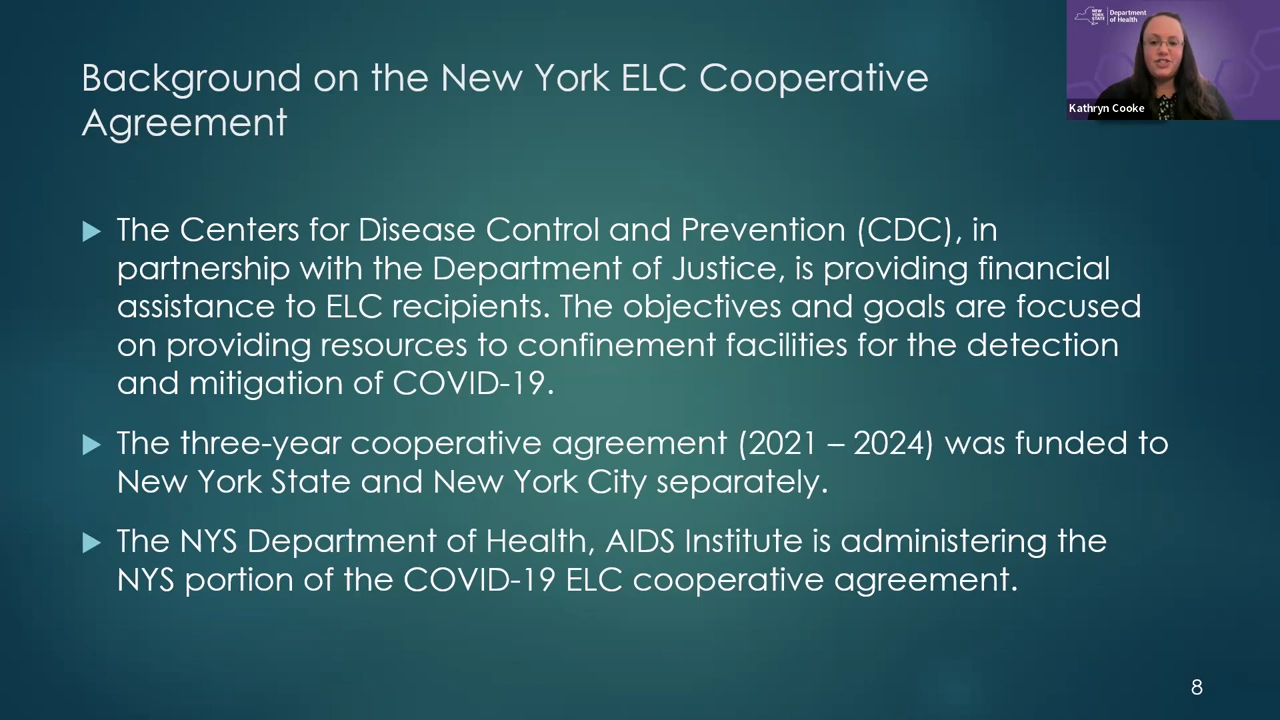 Background on the New York ELC Cooperative
Agreement
NEW
YORK
STATE
Department
of Health
Kathryn Cooke
The Centers for Disease Control and Prevention (CDC), in
partnership with the Department of Justice, is providing financial
assistance to ELC recipients. The objectives and goals are focused
on providing resources to confinement facilities for the detection
and mitigation of COVID-19.
The three-year cooperative agreement (2021 – 2024) was funded to
New York State and New York City separately.
The NYS Department of Health, AIDS Institute is administering the
NYS portion of the COVID-19 ELC cooperative agreement.
8